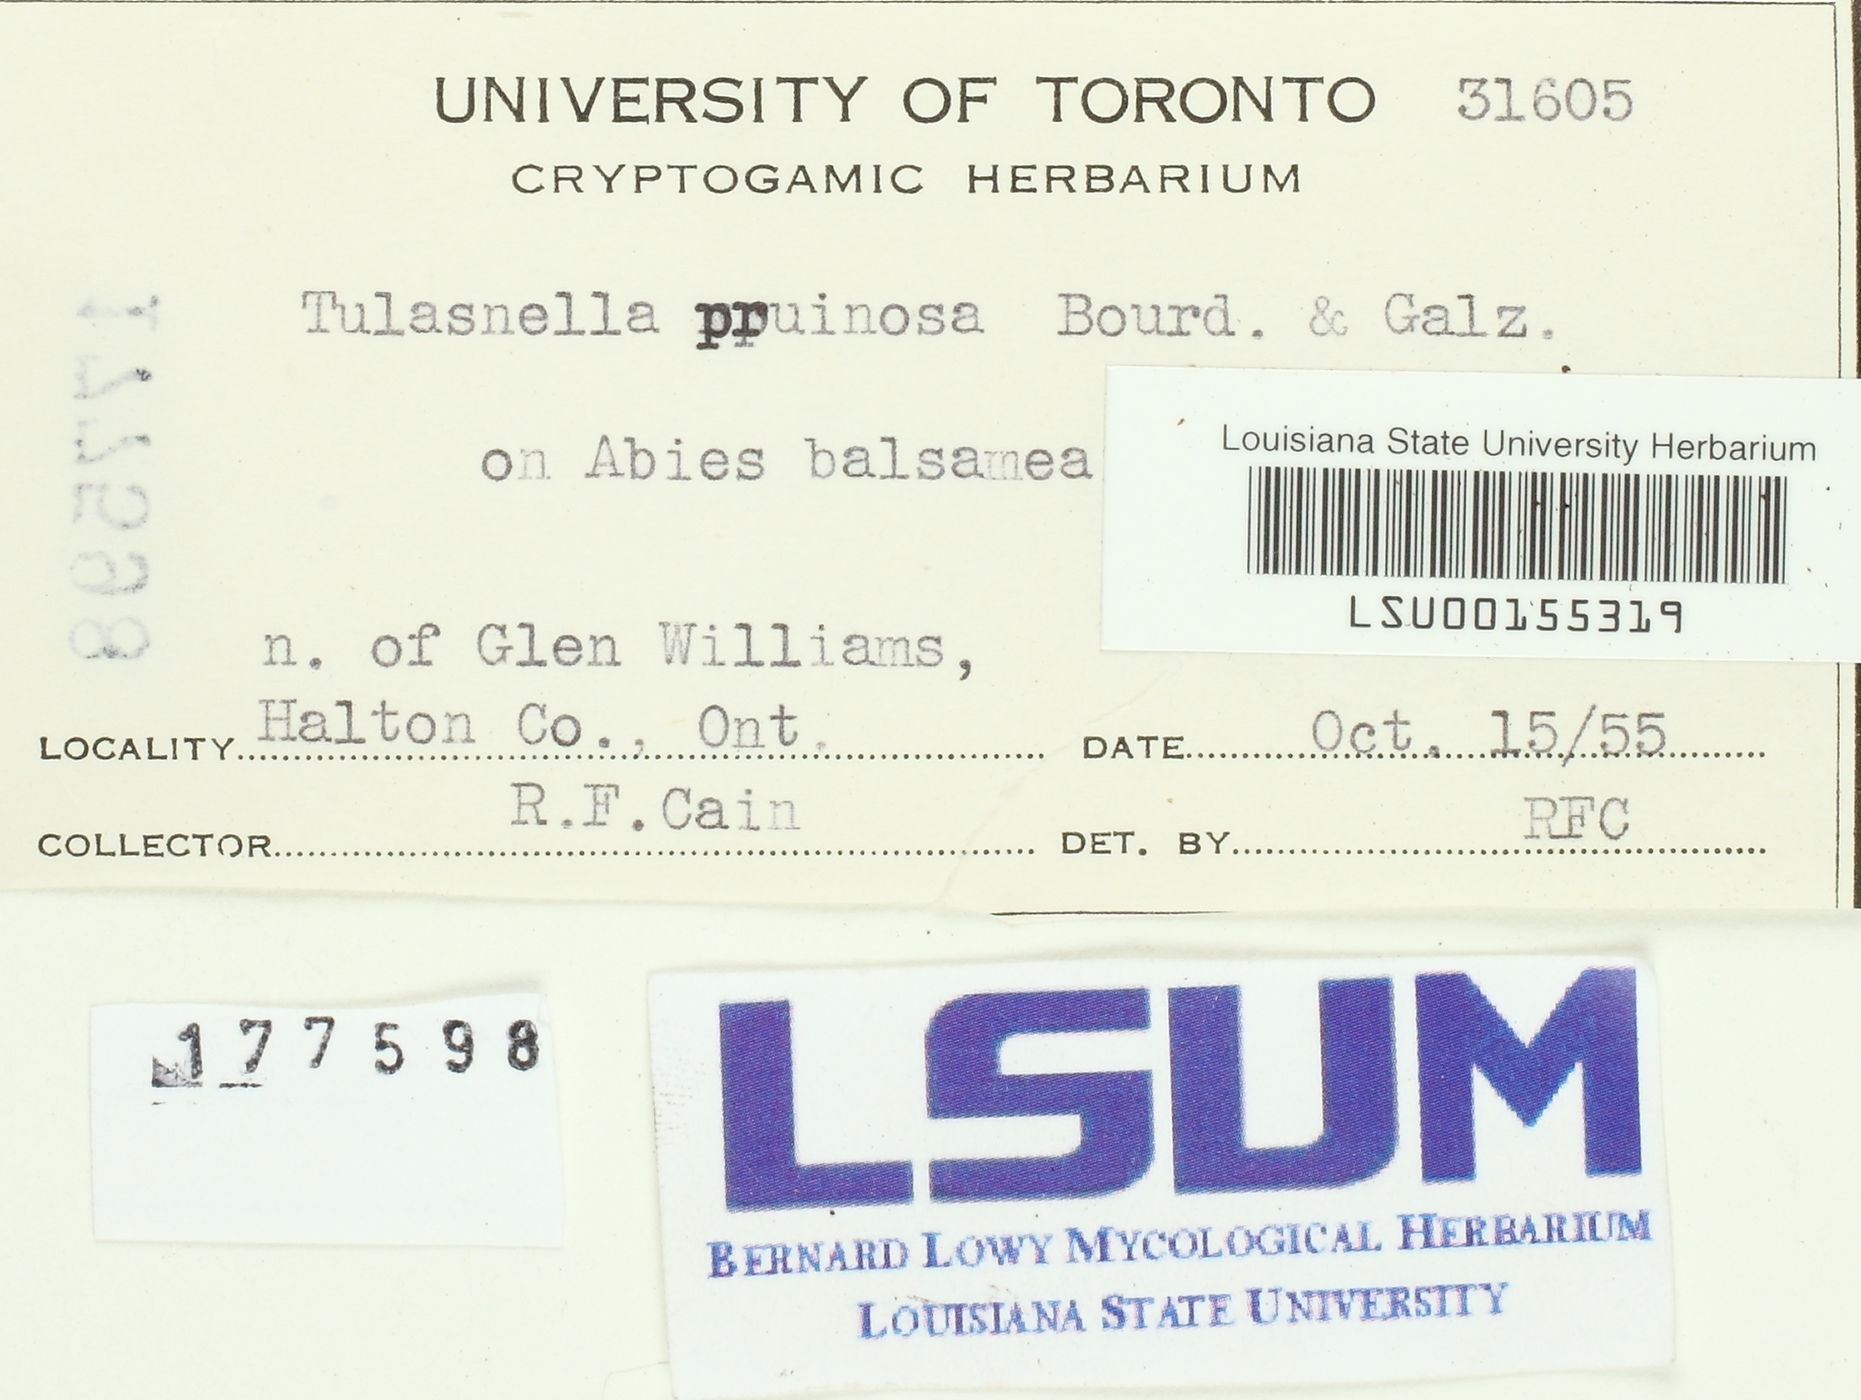 UNIVERSITY OF TORONTO 31605
CRYPTOGAMIC HERBARIUM
Tulasnella pruinosa Bourd. & Galz.
on Abies balsamea
Louisiana State University Herbarium
LSU00155319
177598
n. of Glen Williams,
LOCALITY Halton Co., Ont. DATE Oct. 15/55
COLLECTOR R.F.Cain DET. BY RFC
177598
LSUM
BERNARD LOWY MYCOLOGICAL HERBARIUM
LOUISIANA STATE UNIVERSITY